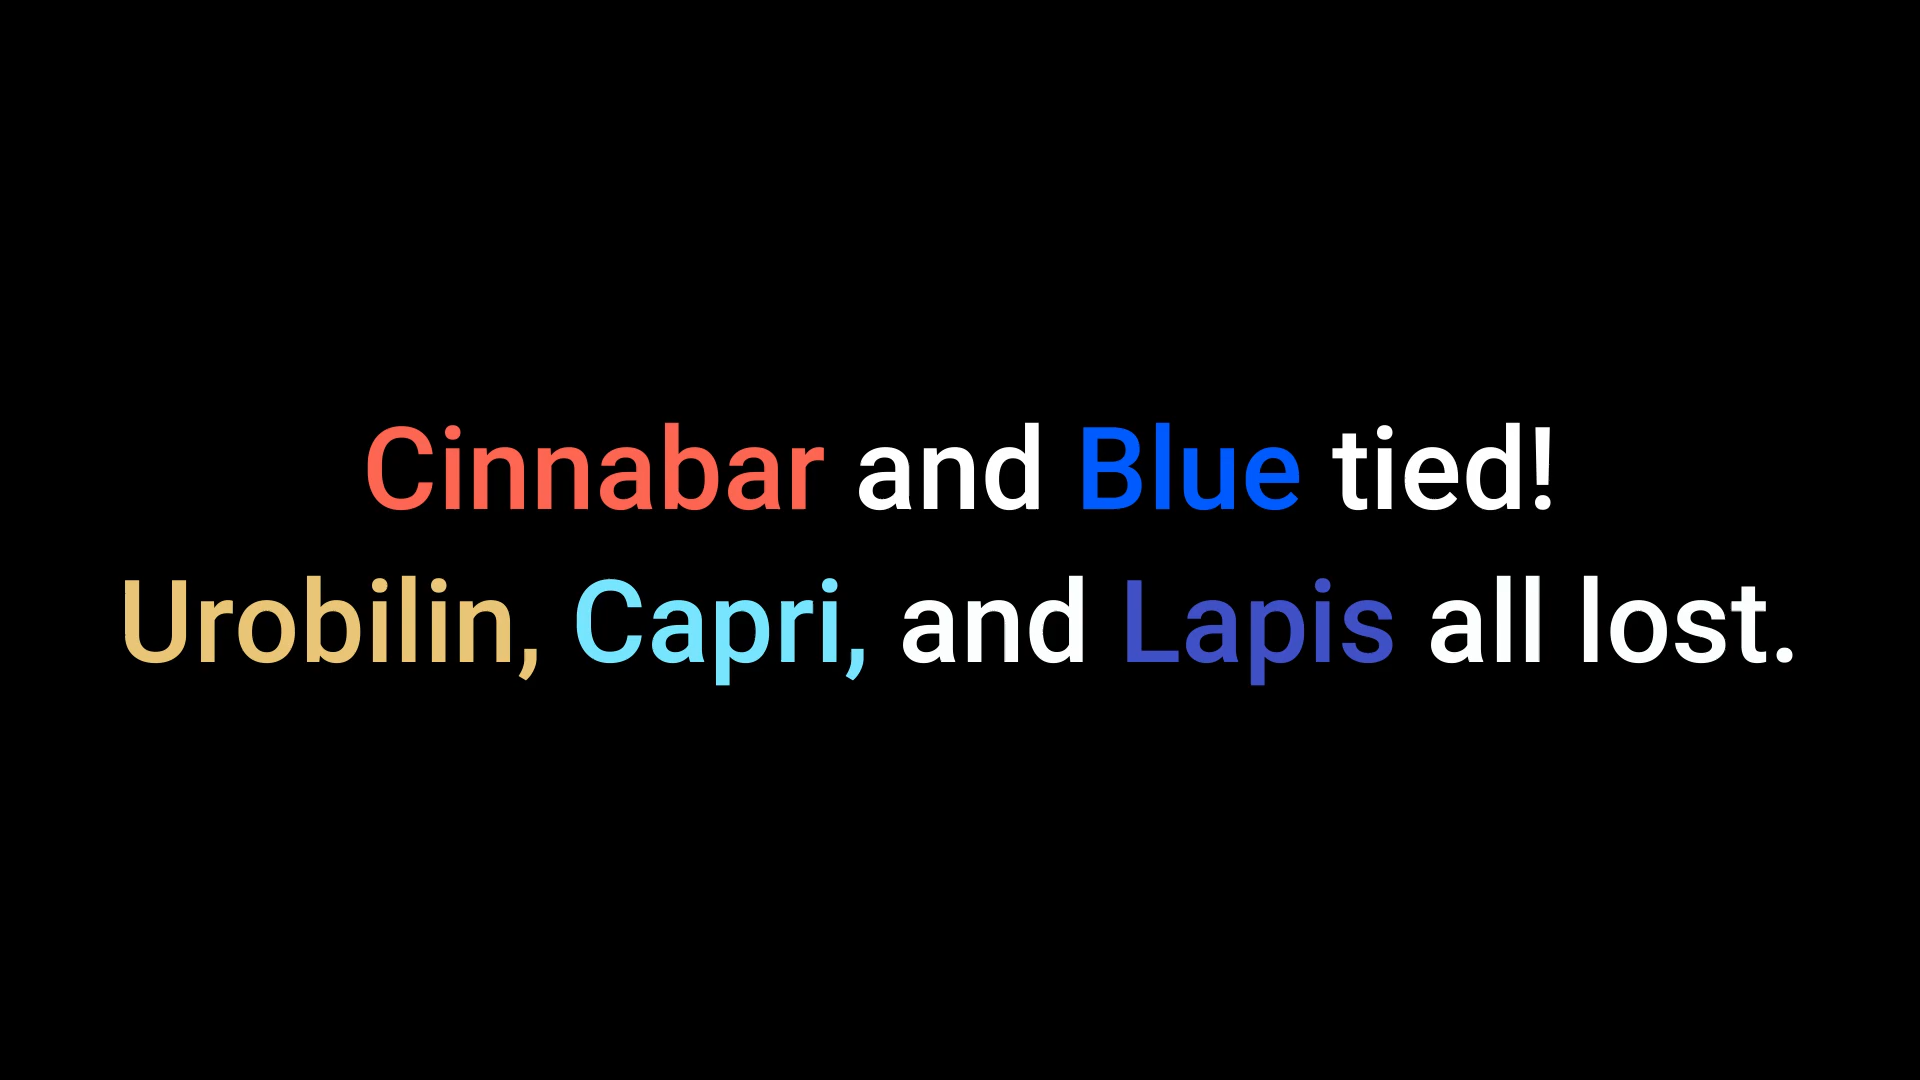 Cinnabar and Blue tied!
Urobilin, Capri, and Lapis all lost.